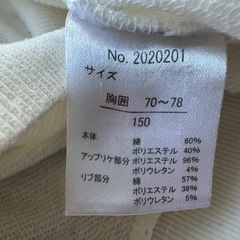 No. 2020201
サイズ
胸囲 70～78
150
本体 綿 60%
ポリエステル 40%
アップリケ部分 ポリエステル 96%
ポリウレタン 4%
リブ部分 綿 57%
ポリエステル 38%
ポリウレタン 5%